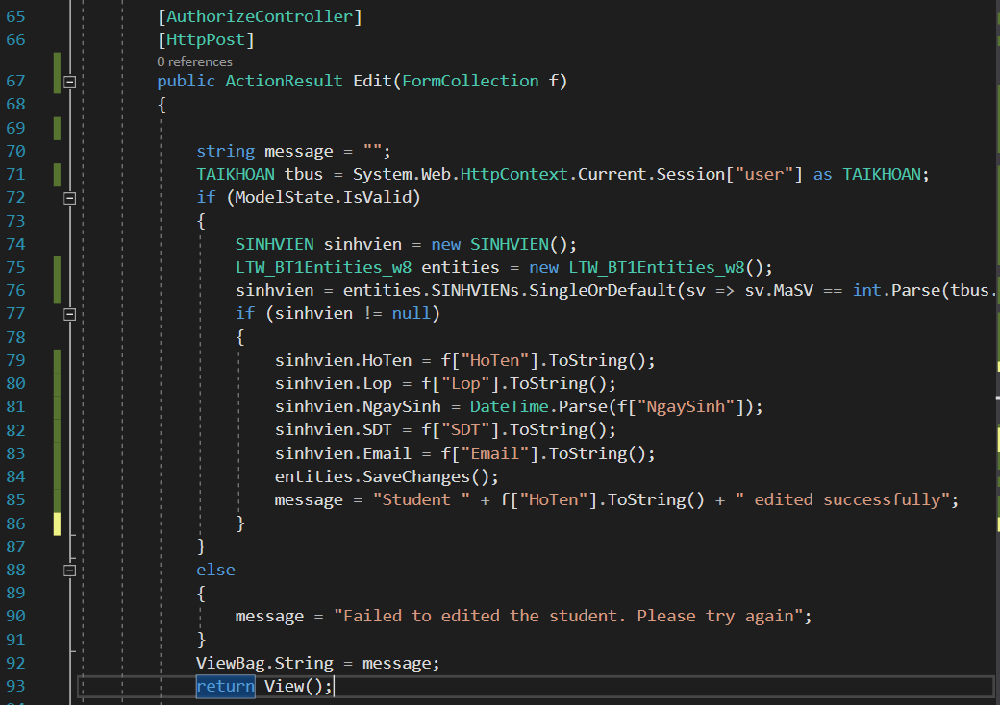 65 [AuthorizeController]
66 [HttpPost]
0 references
67 public ActionResult Edit(FormCollection f)
68 {
69
70 string message = "";
71 TAIKHOAN tbus = System.Web.HttpContext.Current.Session["user"] as TAIKHOAN;
72 if (ModelState.IsValid)
73 {
74 SINHVIEN sinhvien = new SINHVIEN();
75 LTW_BT1Entities_w8 entities = new LTW_BT1Entities_w8();
76 sinhvien = entities.SINHVIENs.SingleOrDefault(sv => sv.MaSV == int.Parse(tbus.
77 if (sinhvien != null)
78 {
79 sinhvien.HoTen = f["HoTen"].ToString();
80 sinhvien.Lop = f["Lop"].ToString();
81 sinhvien.NgaySinh = DateTime.Parse(f["NgaySinh"]);
82 sinhvien.SDT = f["SDT"].ToString();
83 sinhvien.Email = f["Email"].ToString();
84 entities.SaveChanges();
85 message = "Student " + f["HoTen"].ToString() + " edited successfully";
86 }
87 }
88 else
89 {
90 message = "Failed to edited the student. Please try again";
91 }
92 ViewBag.String = message;
93 return View();